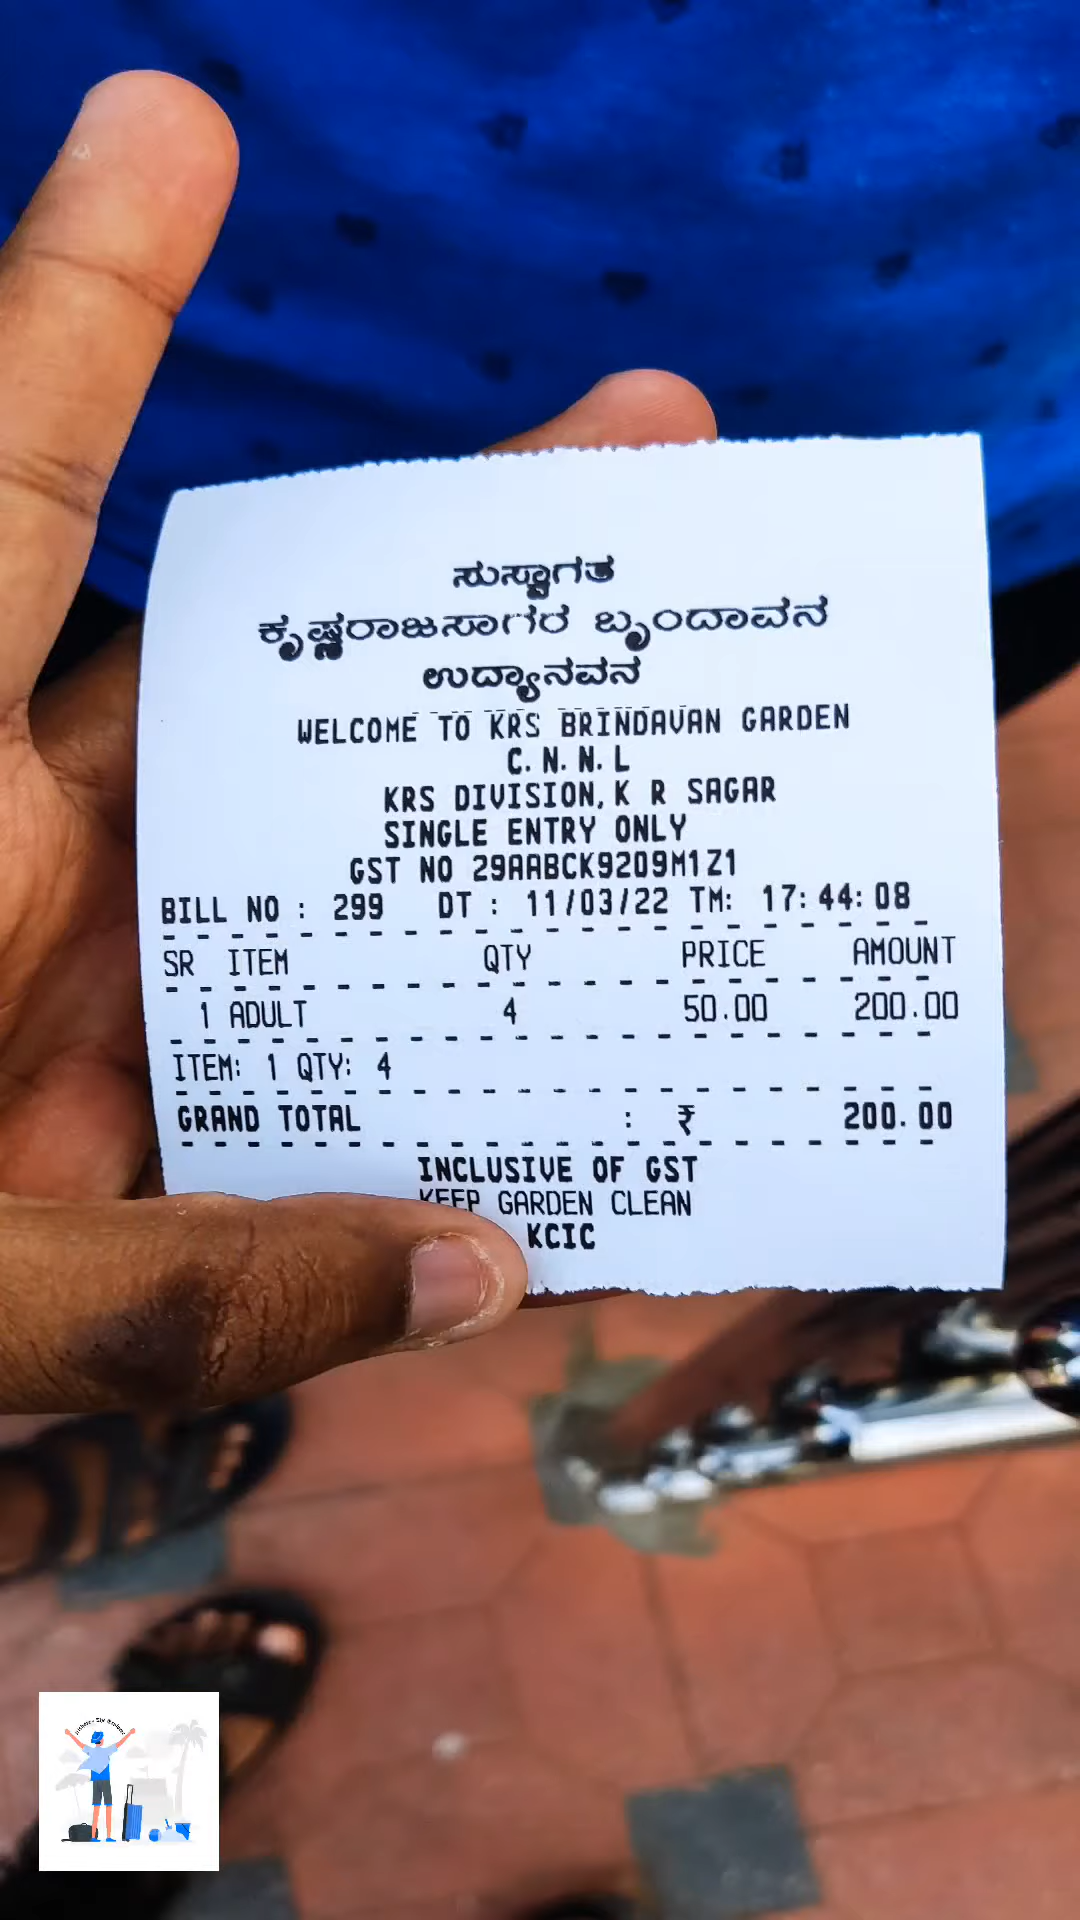 ಸುಸ್ವಾಗತ
ಕೃಷ್ಣರಾಜಸಾಗರ ಬೃಂದಾವನ
ಉದ್ಯಾನವನ
WELCOME TO KRS BRINDAVAN GARDEN
C. N. N. L
KRS DIVISION, K R SAGAR
SINGLE ENTRY ONLY
GST NO 29AABCK9209M1Z1
BILL NO : 299 DT : 11/03/22 TM: 17:44:08
SR ITEM QTY PRICE AMOUNT
1 ADULT 4 50.00 200.00
ITEM: 1 QTY: 4
GRAND TOTAL : ₹ 200.00
INCLUSIVE OF GST
KEEP GARDEN CLEAN
KCIC